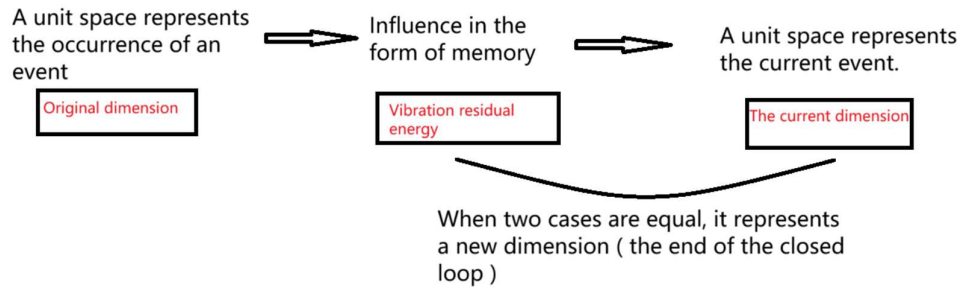 A unit space represents
the occurrence of an
event
Influence in the
form of memory
A unit space represents
the current event.
Original dimension
Vibration residual
energy
The current dimension
When two cases are equal, it represents
a new dimension ( the end of the closed
loop )